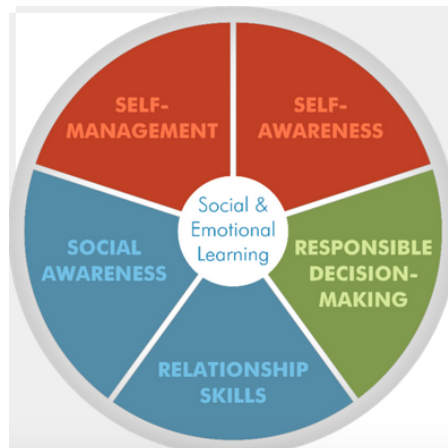 SELF-
MANAGEMENT
SELF-
AWARENESS
Social &
Emotional
Learning
SOCIAL
AWARENESS
RESPONSIBLE
DECISION-
MAKING
RELATIONSHIP
SKILLS